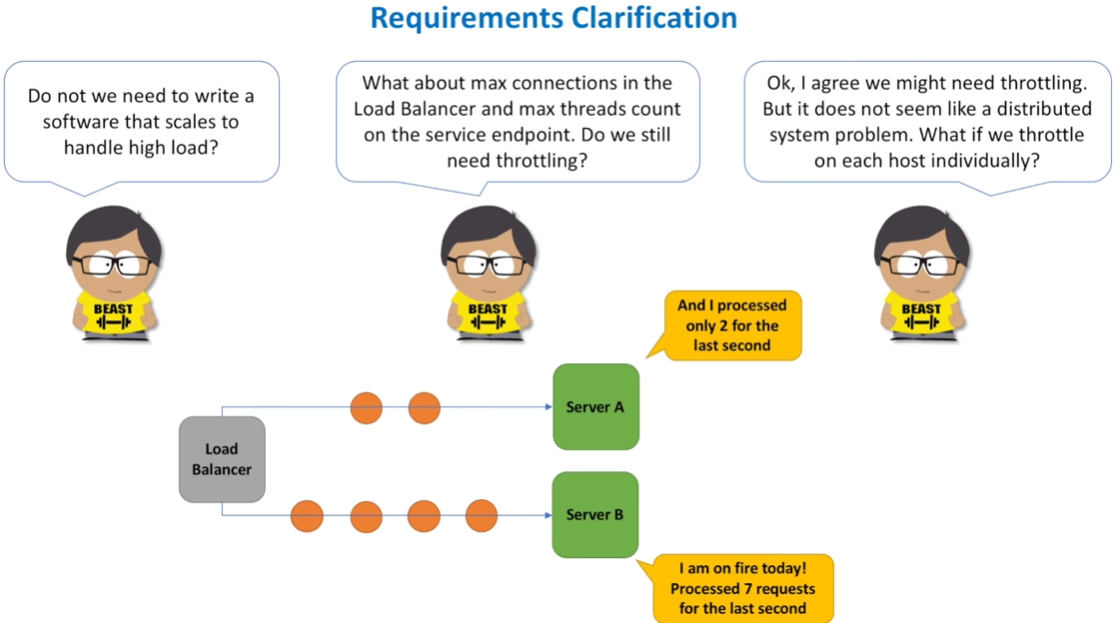 Requirements Clarification
Do not we need to write a
software that scales to
handle high load?
What about max connections in the
Load Balancer and max threads count
on the service endpoint. Do we still
need throttling?
Ok, I agree we might need throttling.
But it does not seem like a distributed
system problem. What if we throttle
on each host individually?
BEAST
BEAST
BEAST
And I processed
only 2 for the
last second
Server A
Load
Balancer
Server B
I am on fire today!
Processed 7 requests
for the last second